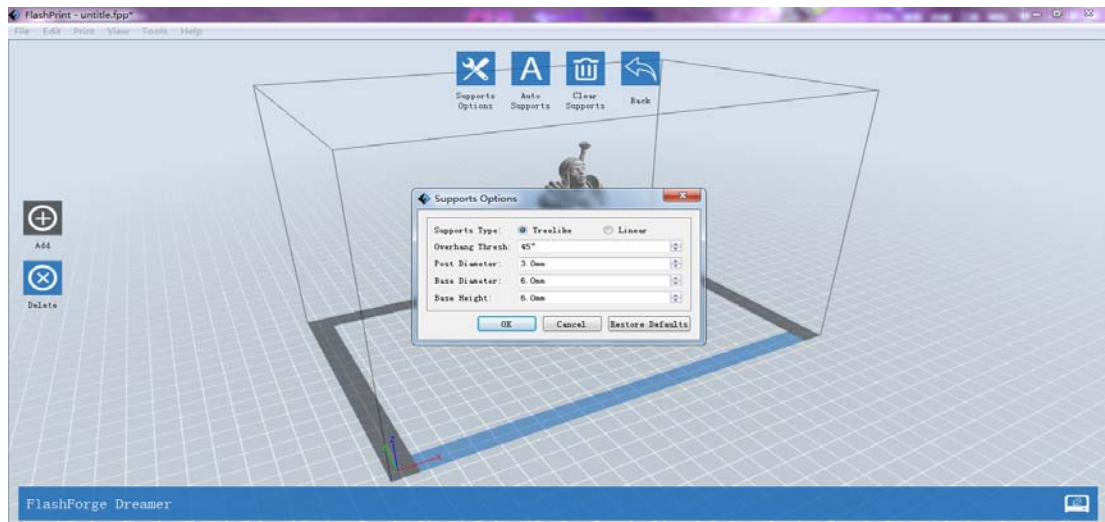 FlashPrint - untitle.fpp*
File Edit Print View Tools Help
Supports Options
Auto Supports
Clear Supports
Back
Add
Delete
Supports Options
Supports Type: Treelike Linear
Overhang Thresh: 45°
Post Diameter: 3.0mm
Base Diameter: 6.0mm
Base Height: 6.0mm
OK Cancel Restore Defaults
Z
X
FlashForge Dreamer